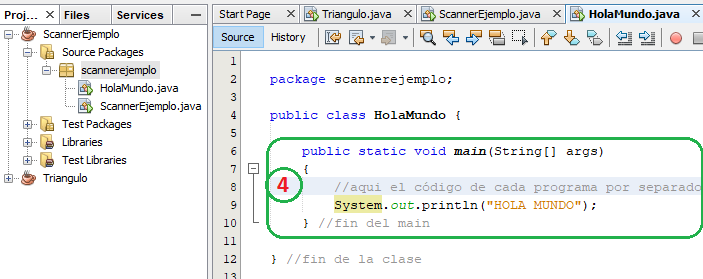 Proj... Files Services
ScannerEjemplo
Source Packages
scannerejemplo
HolaMundo.java
ScannerEjemplo.java
Test Packages
Libraries
Test Libraries
Triangulo
Start Page Triangulo.java ScannerEjemplo.java HolaMundo.java
Source History
1
2 package scannerejemplo;
3
4 public class HolaMundo {
5
6 public static void main(String[] args)
7 {
4
8 //aqui el código de cada programa por separado
9 System.out.println("HOLA MUNDO");
10 } //fin del main
11
12 } //fin de la clase
13